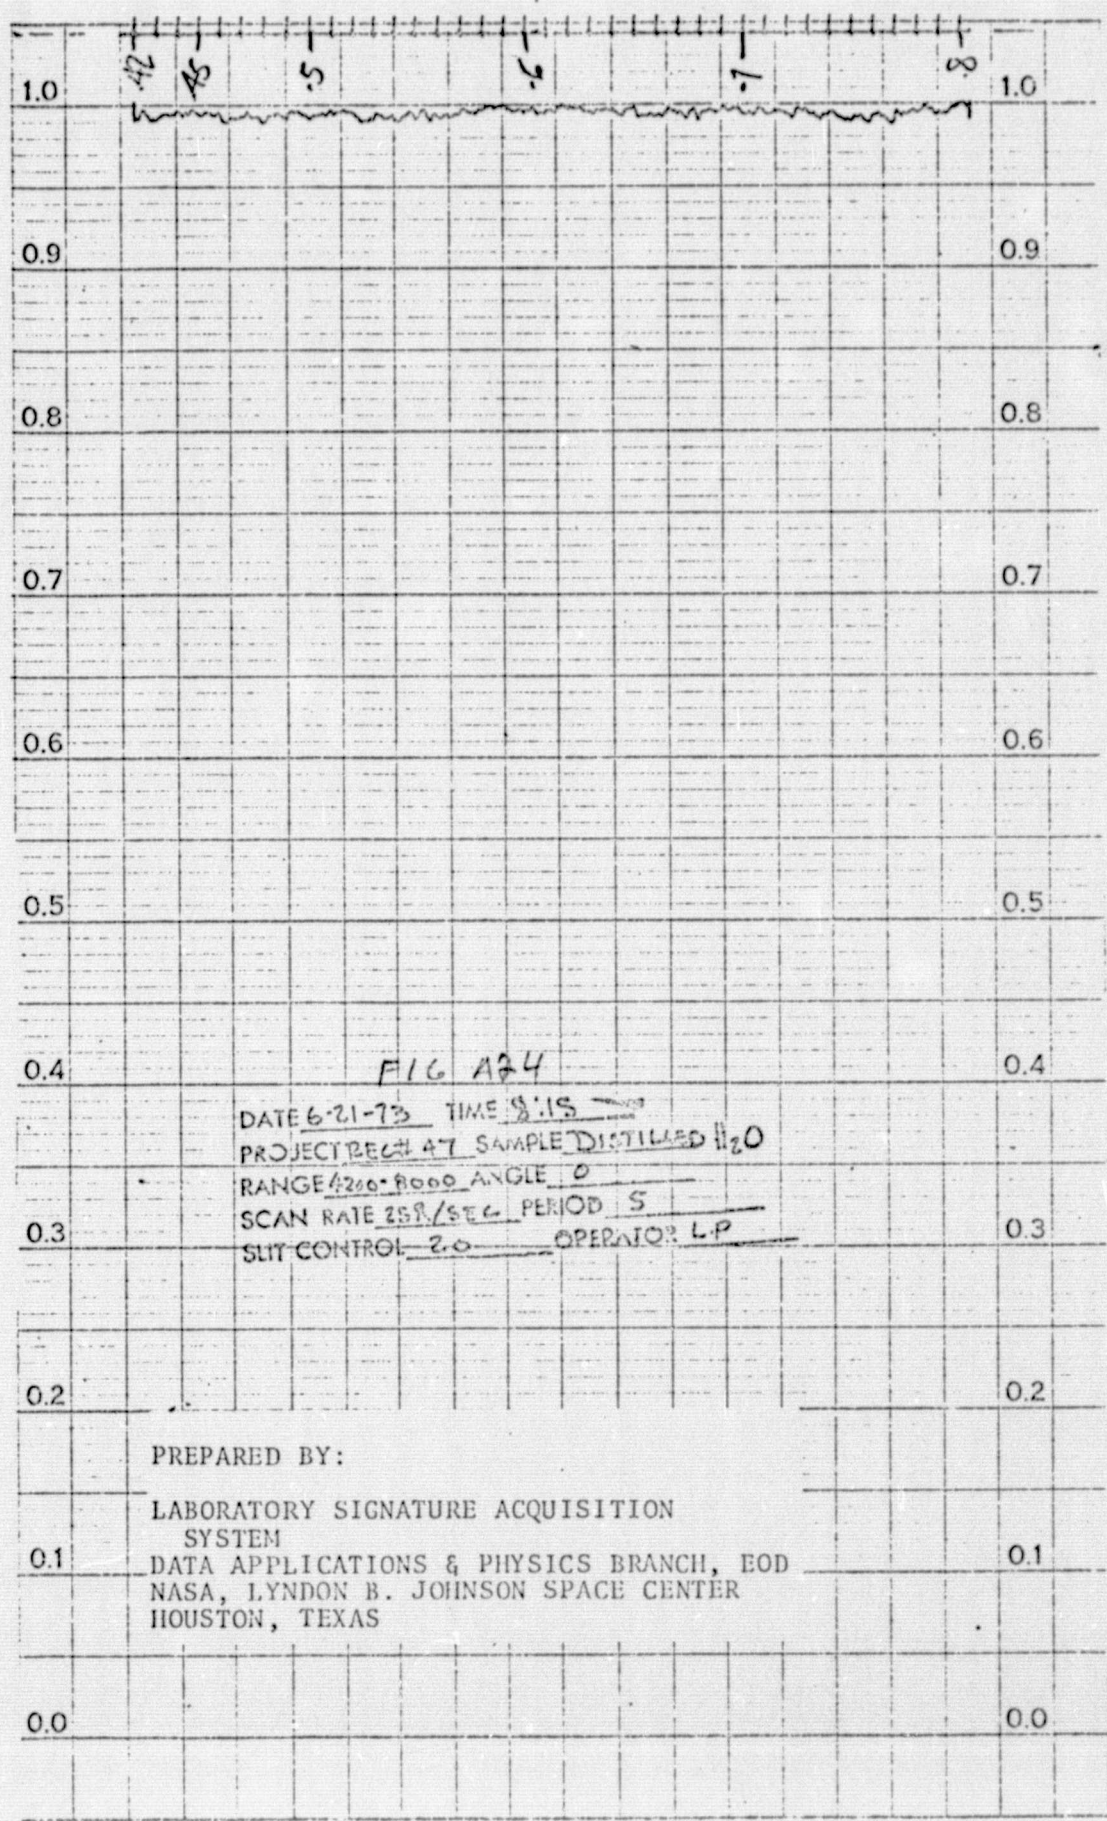 .42 .45 .5 .6 .7 .8
1.0 1.0
0.9 0.9
0.8 0.8
0.7 0.7
0.6 0.6
0.5 0.5
0.4 0.4
FIG A24
DATE 6-21-73 TIME 8:15
PROJECT SAMPLE DISTILLED H2O
RANGE 4200-8000 ANGLE 0
SCAN RATE PERIOD 5
0.3 0.3
SLIT CONTROL 2.0 OPERATOR L.P
0.2 0.2
PREPARED BY:
LABORATORY SIGNATURE ACQUISITION
SYSTEM
0.1 0.1
DATA APPLICATIONS & PHYSICS BRANCH, EOD
NASA, LYNDON B. JOHNSON SPACE CENTER
HOUSTON, TEXAS
0.0 0.0